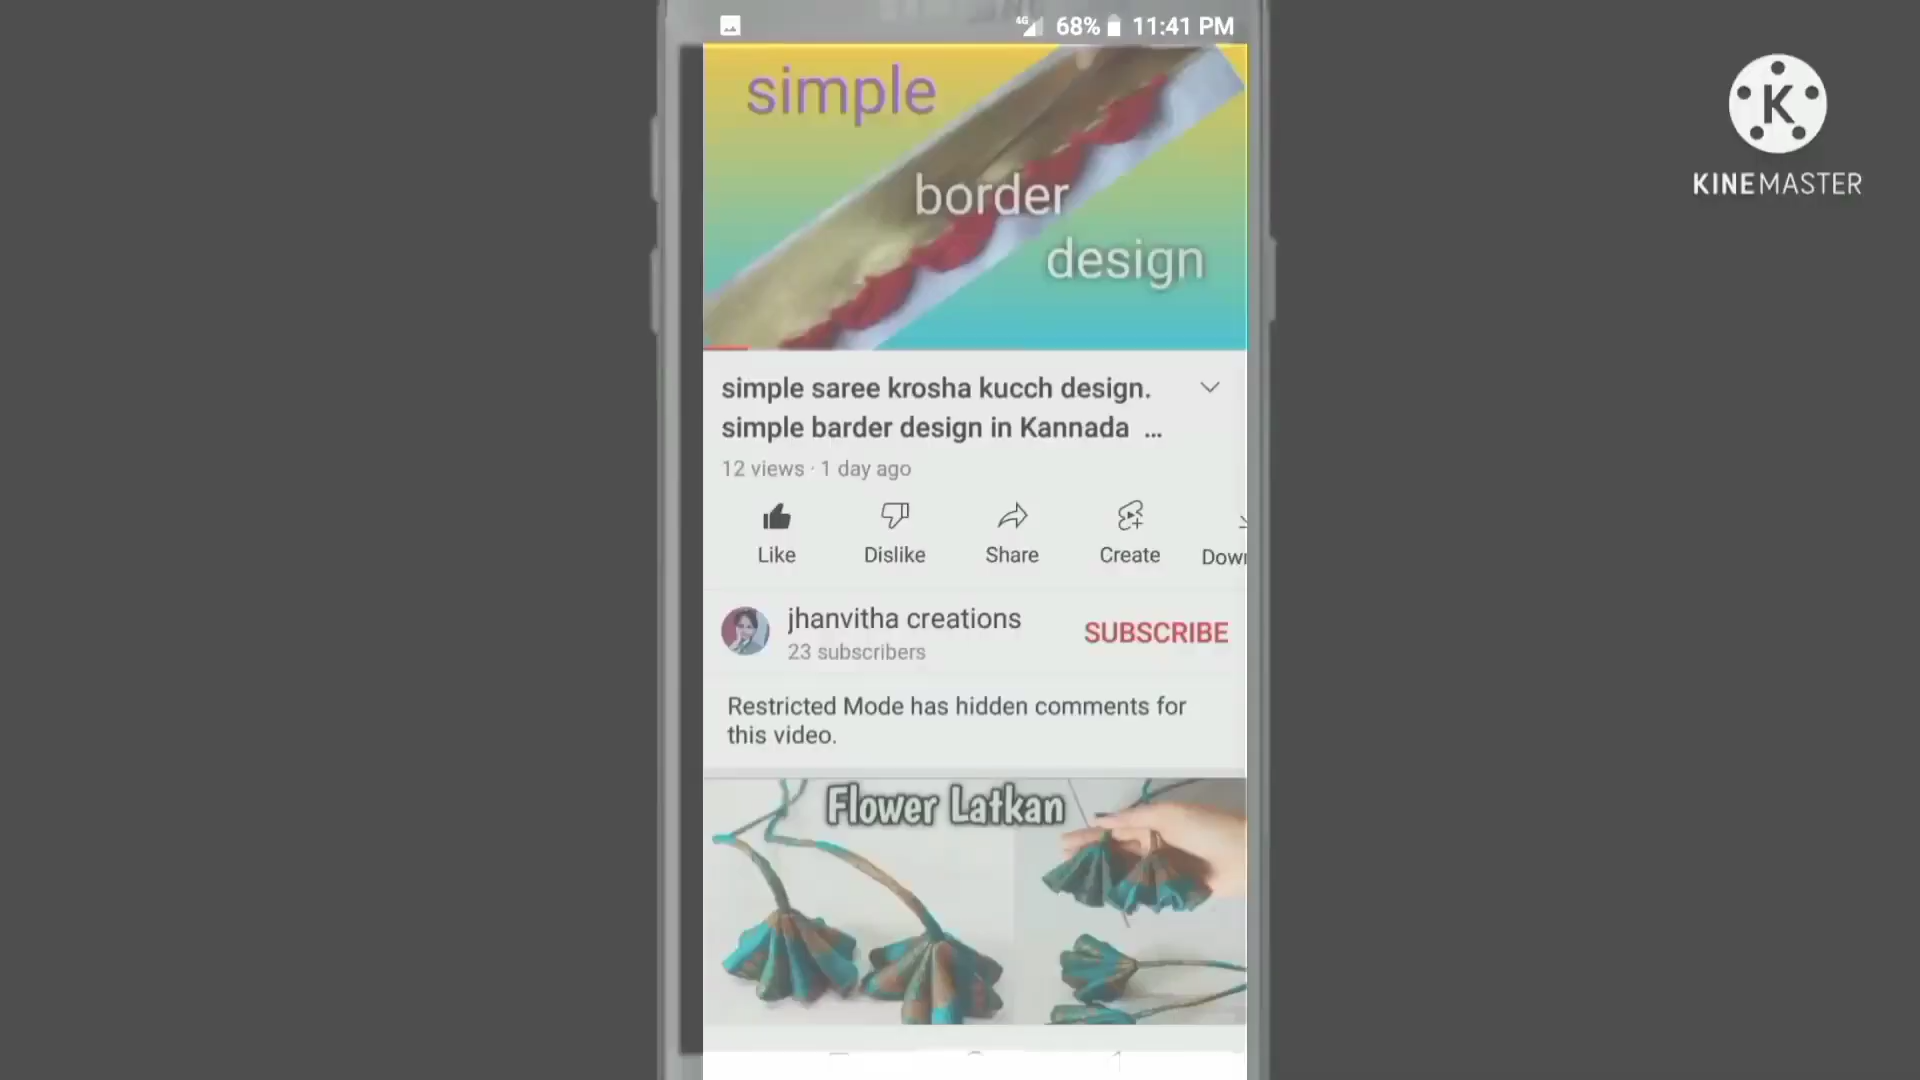 4G 68% 11:41 PM
simple
border
design
K
KINEMASTER
simple saree krosha kucch design.
simple barder design in Kannada ...
12 views · 1 day ago
Like Dislike Share Create Down
jhanvitha creations
23 subscribers
SUBSCRIBE
Restricted Mode has hidden comments for
this video.
Flower Latkan